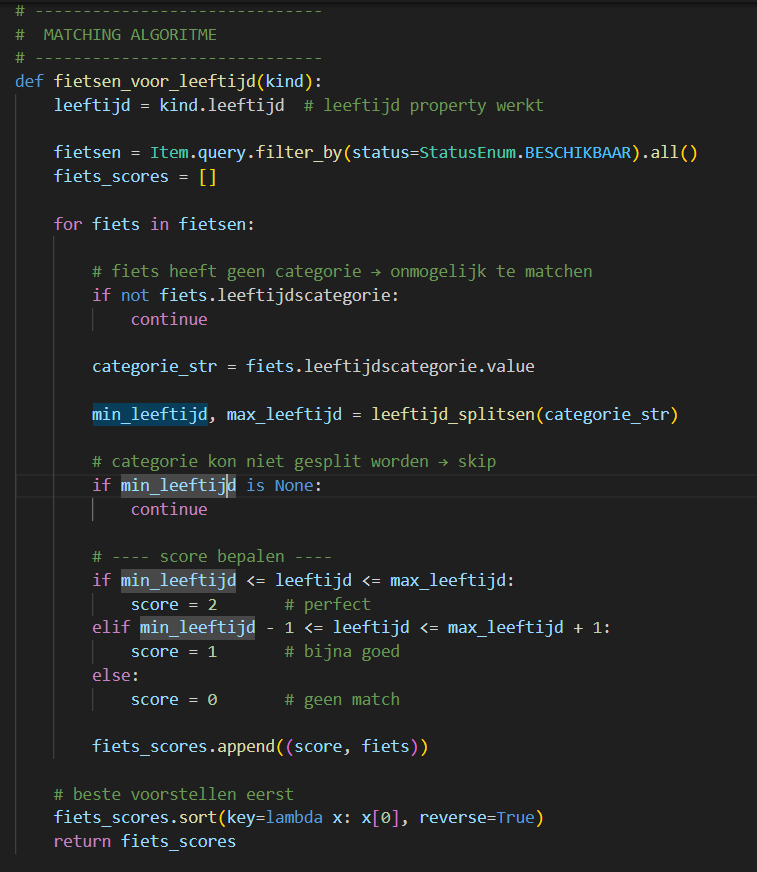 # ------------------------------
#  MATCHING ALGORITME
# ------------------------------
def fietsen_voor_leeftijd(kind):
    leeftijd = kind.leeftijd  # leeftijd property werkt
    fietsen = Item.query.filter_by(status=StatusEnum.BESCHIKBAAR).all()
    fiets_scores = []
    for fiets in fietsen:
        # fiets heeft geen categorie → onmogelijk te matchen
        if not fiets.leeftijdscategorie:
            continue
        categorie_str = fiets.leeftijdscategorie.value
        min_leeftijd, max_leeftijd = leeftijd_splitsen(categorie_str)
        # categorie kon niet gesplit worden → skip
        if min_leeftijd is None:
            continue
        # ---- score bepalen ----
        if min_leeftijd <= leeftijd <= max_leeftijd:
            score = 2       # perfect
        elif min_leeftijd - 1 <= leeftijd <= max_leeftijd + 1:
            score = 1       # bijna goed
        else:
            score = 0       # geen match
        fiets_scores.append((score, fiets))
    # beste voorstellen eerst
    fiets_scores.sort(key=lambda x: x[0], reverse=True)
    return fiets_scores